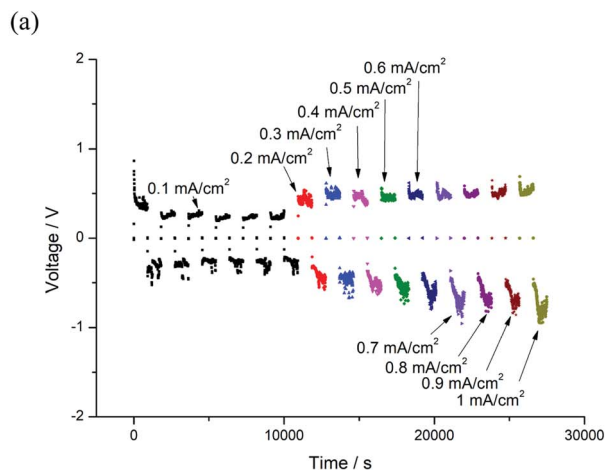 (a)
2
1
0
-1
-2
Voltage / V
0.1 mA/cm²
0.2 mA/cm²
0.3 mA/cm²
0.4 mA/cm²
0.5 mA/cm²
0.6 mA/cm²
0.7 mA/cm²
0.8 mA/cm²
0.9 mA/cm²
1 mA/cm²
0
10000
20000
30000
Time / s